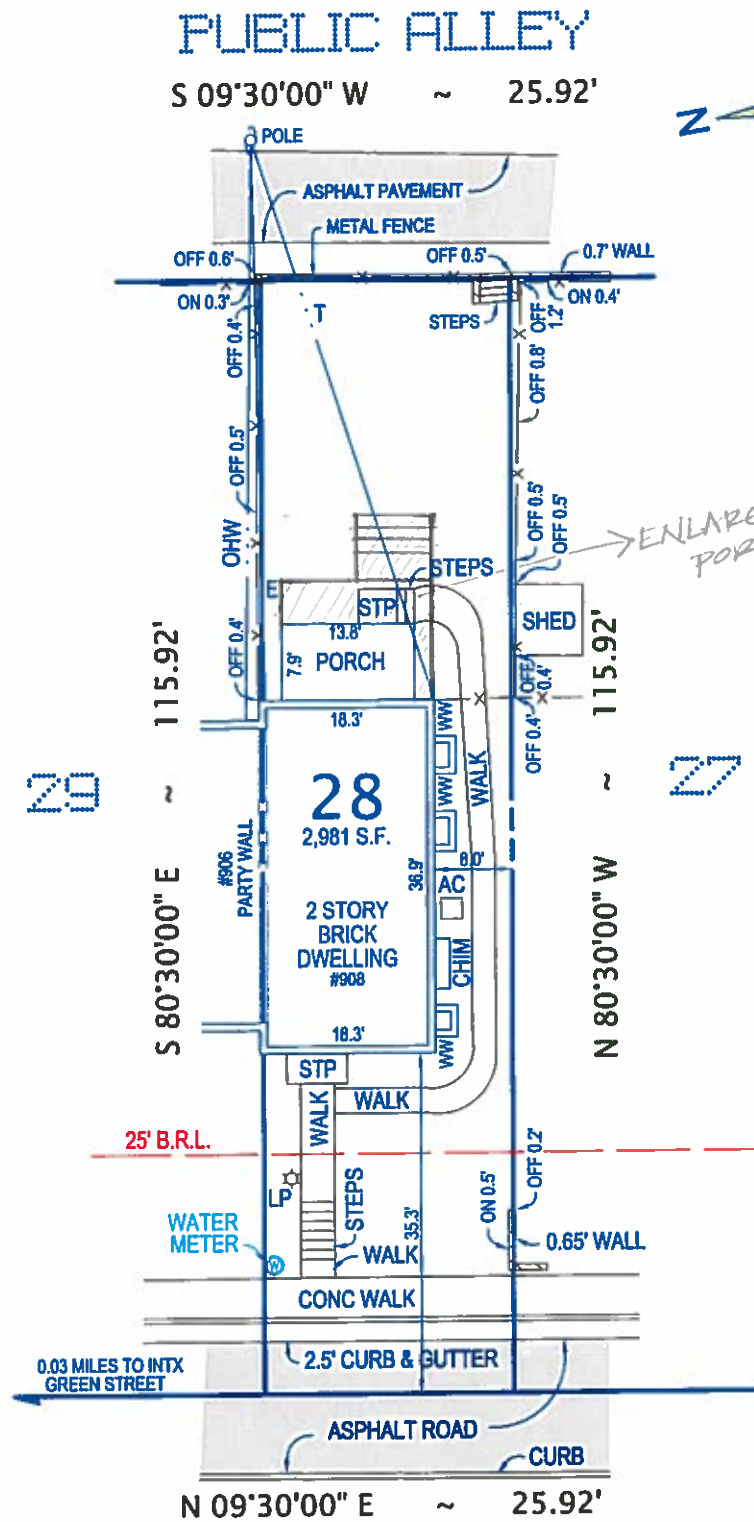 PUBLIC ALLEY
S 09°30'00" W ~ 25.92'
N
POLE
ASPHALT PAVEMENT
METAL FENCE
OFF 0.6'
OFF 0.5'
0.7' WALL
ON 0.3'
ON 0.4'
STEPS
OFF
1.2'
T
OFF 0.4'
OFF 0.8'
OFF 0.5'
OHW
OFF 0.5'
OFF 0.5'
ENLARGE
POR
E
STEPS
STP
13.8'
7.9'
PORCH
SHED
OFF 0.4'
OFF
0.4'
OFF 0.4'
S 80°30'00" E ~ 115.92'
N 80°30'00" W ~ 115.92'
18.3'
WW
WW
WALK
29
28
27
2,981 S.F.
#906
PARTY WALL
36.9'
8.0'
AC
2 STORY
BRICK
DWELLING
#908
CHIM
WW
18.3'
STP
WALK
WALK
25' B.R.L.
OFF 0.2'
LP
STEPS
35.3'
ON 0.5'
WATER
METER
W
WALK
0.65' WALL
CONC WALK
0.03 MILES TO INTX
GREEN STREET
2.5' CURB & GUTTER
ASPHALT ROAD
CURB
N 09°30'00" E ~ 25.92'